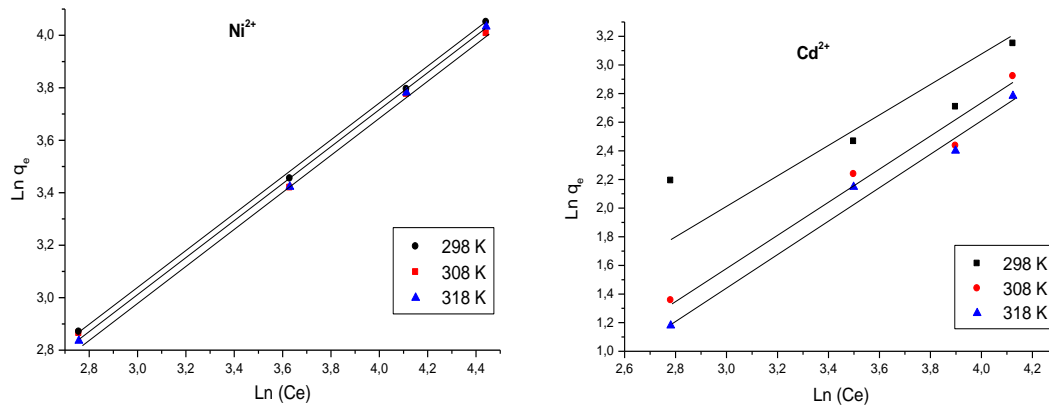 Ni2+
Ln qe
4,2
4,0
3,8
3,6
3,4
3,2
3,0
2,8
298 K
308 K
318 K
2,8 3,0 3,2 3,4 3,6 3,8 4,0 4,2 4,4
Ln (Ce)
Cd2+
Ln qe
3,2
3,0
2,8
2,6
2,4
2,2
2,0
1,8
1,6
1,4
1,2
1,0
298 K
308 K
318 K
2,6 2,8 3,0 3,2 3,4 3,6 3,8 4,0 4,2
Ln (Ce)